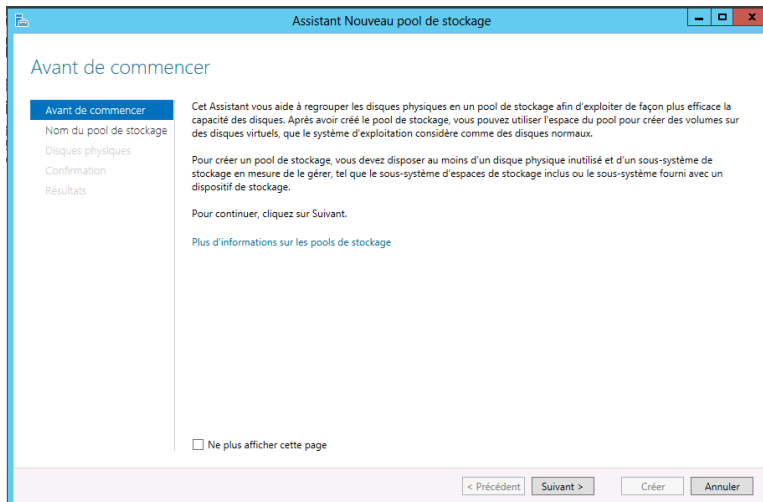 Assistant Nouveau pool de stockage
Avant de commencer
Avant de commencer
Nom du pool de stockage
Disques physiques
Confirmation
Résultats
Cet Assistant vous aide à regrouper les disques physiques en un pool de stockage afin d'exploiter de façon plus efficace la
capacité des disques. Après avoir créé le pool de stockage, vous pouvez utiliser l'espace du pool pour créer des volumes sur
des disques virtuels, que le système d'exploitation considère comme des disques normaux.
Pour créer un pool de stockage, vous devez disposer au moins d'un disque physique inutilisé et d'un sous-système de
stockage en mesure de le gérer, tel que le sous-système d'espaces de stockage inclus ou le sous-système fourni avec un
dispositif de stockage.
Pour continuer, cliquez sur Suivant.
Plus d'informations sur les pools de stockage
Ne plus afficher cette page
< Précédent
Suivant >
Créer
Annuler